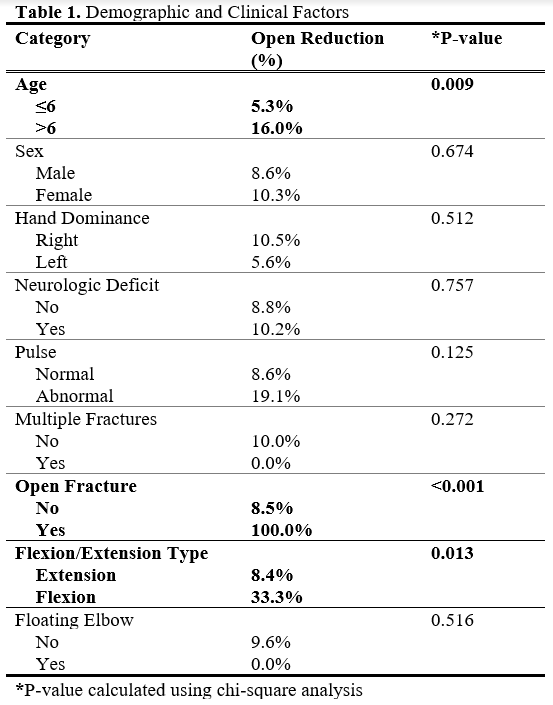 Table 1. Demographic and Clinical Factors
Category Open Reduction (%) *P-value
Age 0.009
≤6 5.3%
>6 16.0%
Sex 0.674
Male 8.6%
Female 10.3%
Hand Dominance 0.512
Right 10.5%
Left 5.6%
Neurologic Deficit 0.757
No 8.8%
Yes 10.2%
Pulse 0.125
Normal 8.6%
Abnormal 19.1%
Multiple Fractures 0.272
No 10.0%
Yes 0.0%
Open Fracture <0.001
No 8.5%
Yes 100.0%
Flexion/Extension Type 0.013
Extension 8.4%
Flexion 33.3%
Floating Elbow 0.516
No 9.6%
Yes 0.0%
*P-value calculated using chi-square analysis